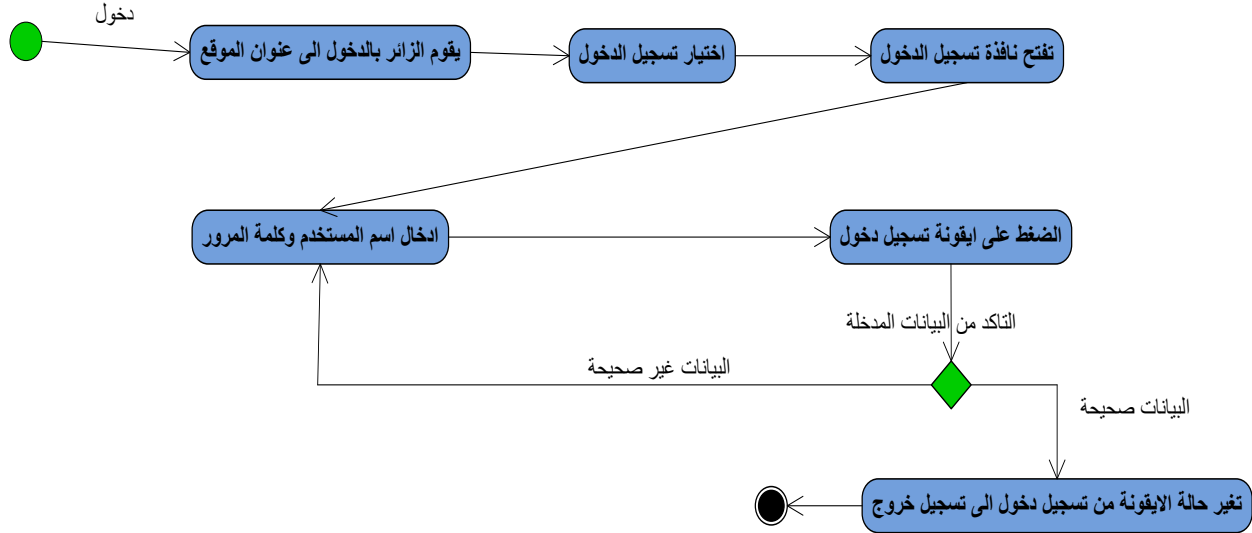 دخول
يقوم الزائر بالدخول الى عنوان الموقع
اختيار تسجيل الدخول
تفتح نافذة تسجيل الدخول
ادخال اسم المستخدم وكلمة المرور
الضغط على ايقونة تسجيل دخول
التاكد من البيانات المدخلة
البيانات غير صحيحة
البيانات صحيحة
تغير حالة الايقونة من تسجيل دخول الى تسجيل خروج